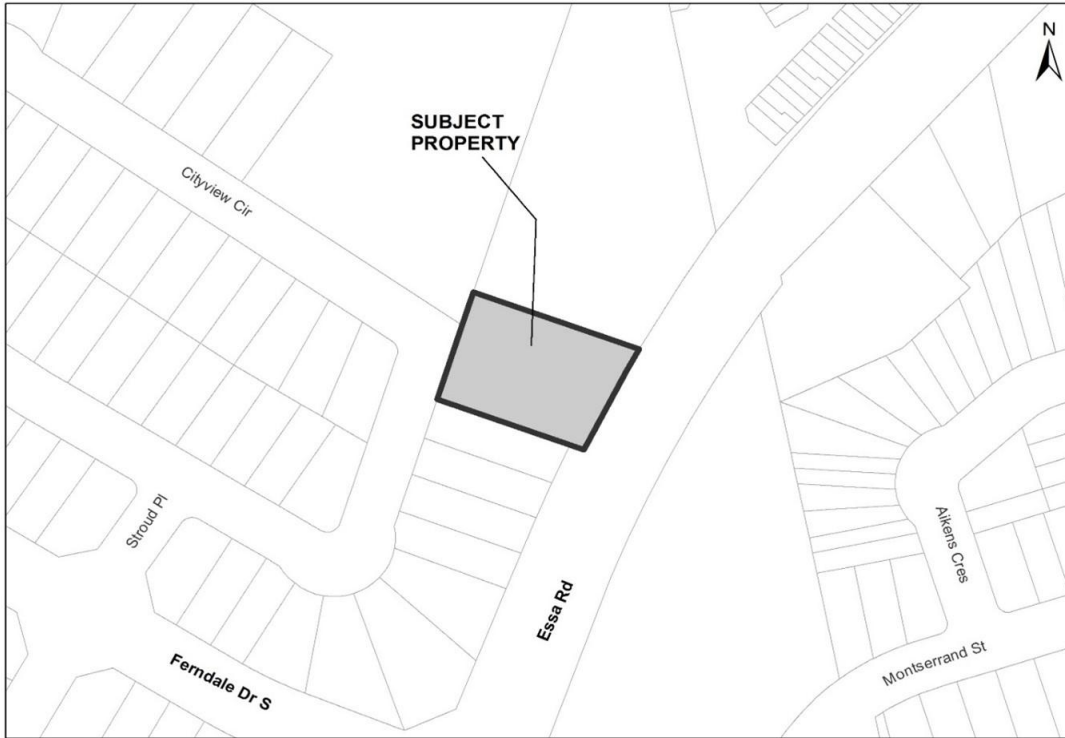 N
SUBJECT
PROPERTY
Cityview Cir
Stroud Pl
Essa Rd
Aikens Cres
Ferndale Dr S
Montserrand St